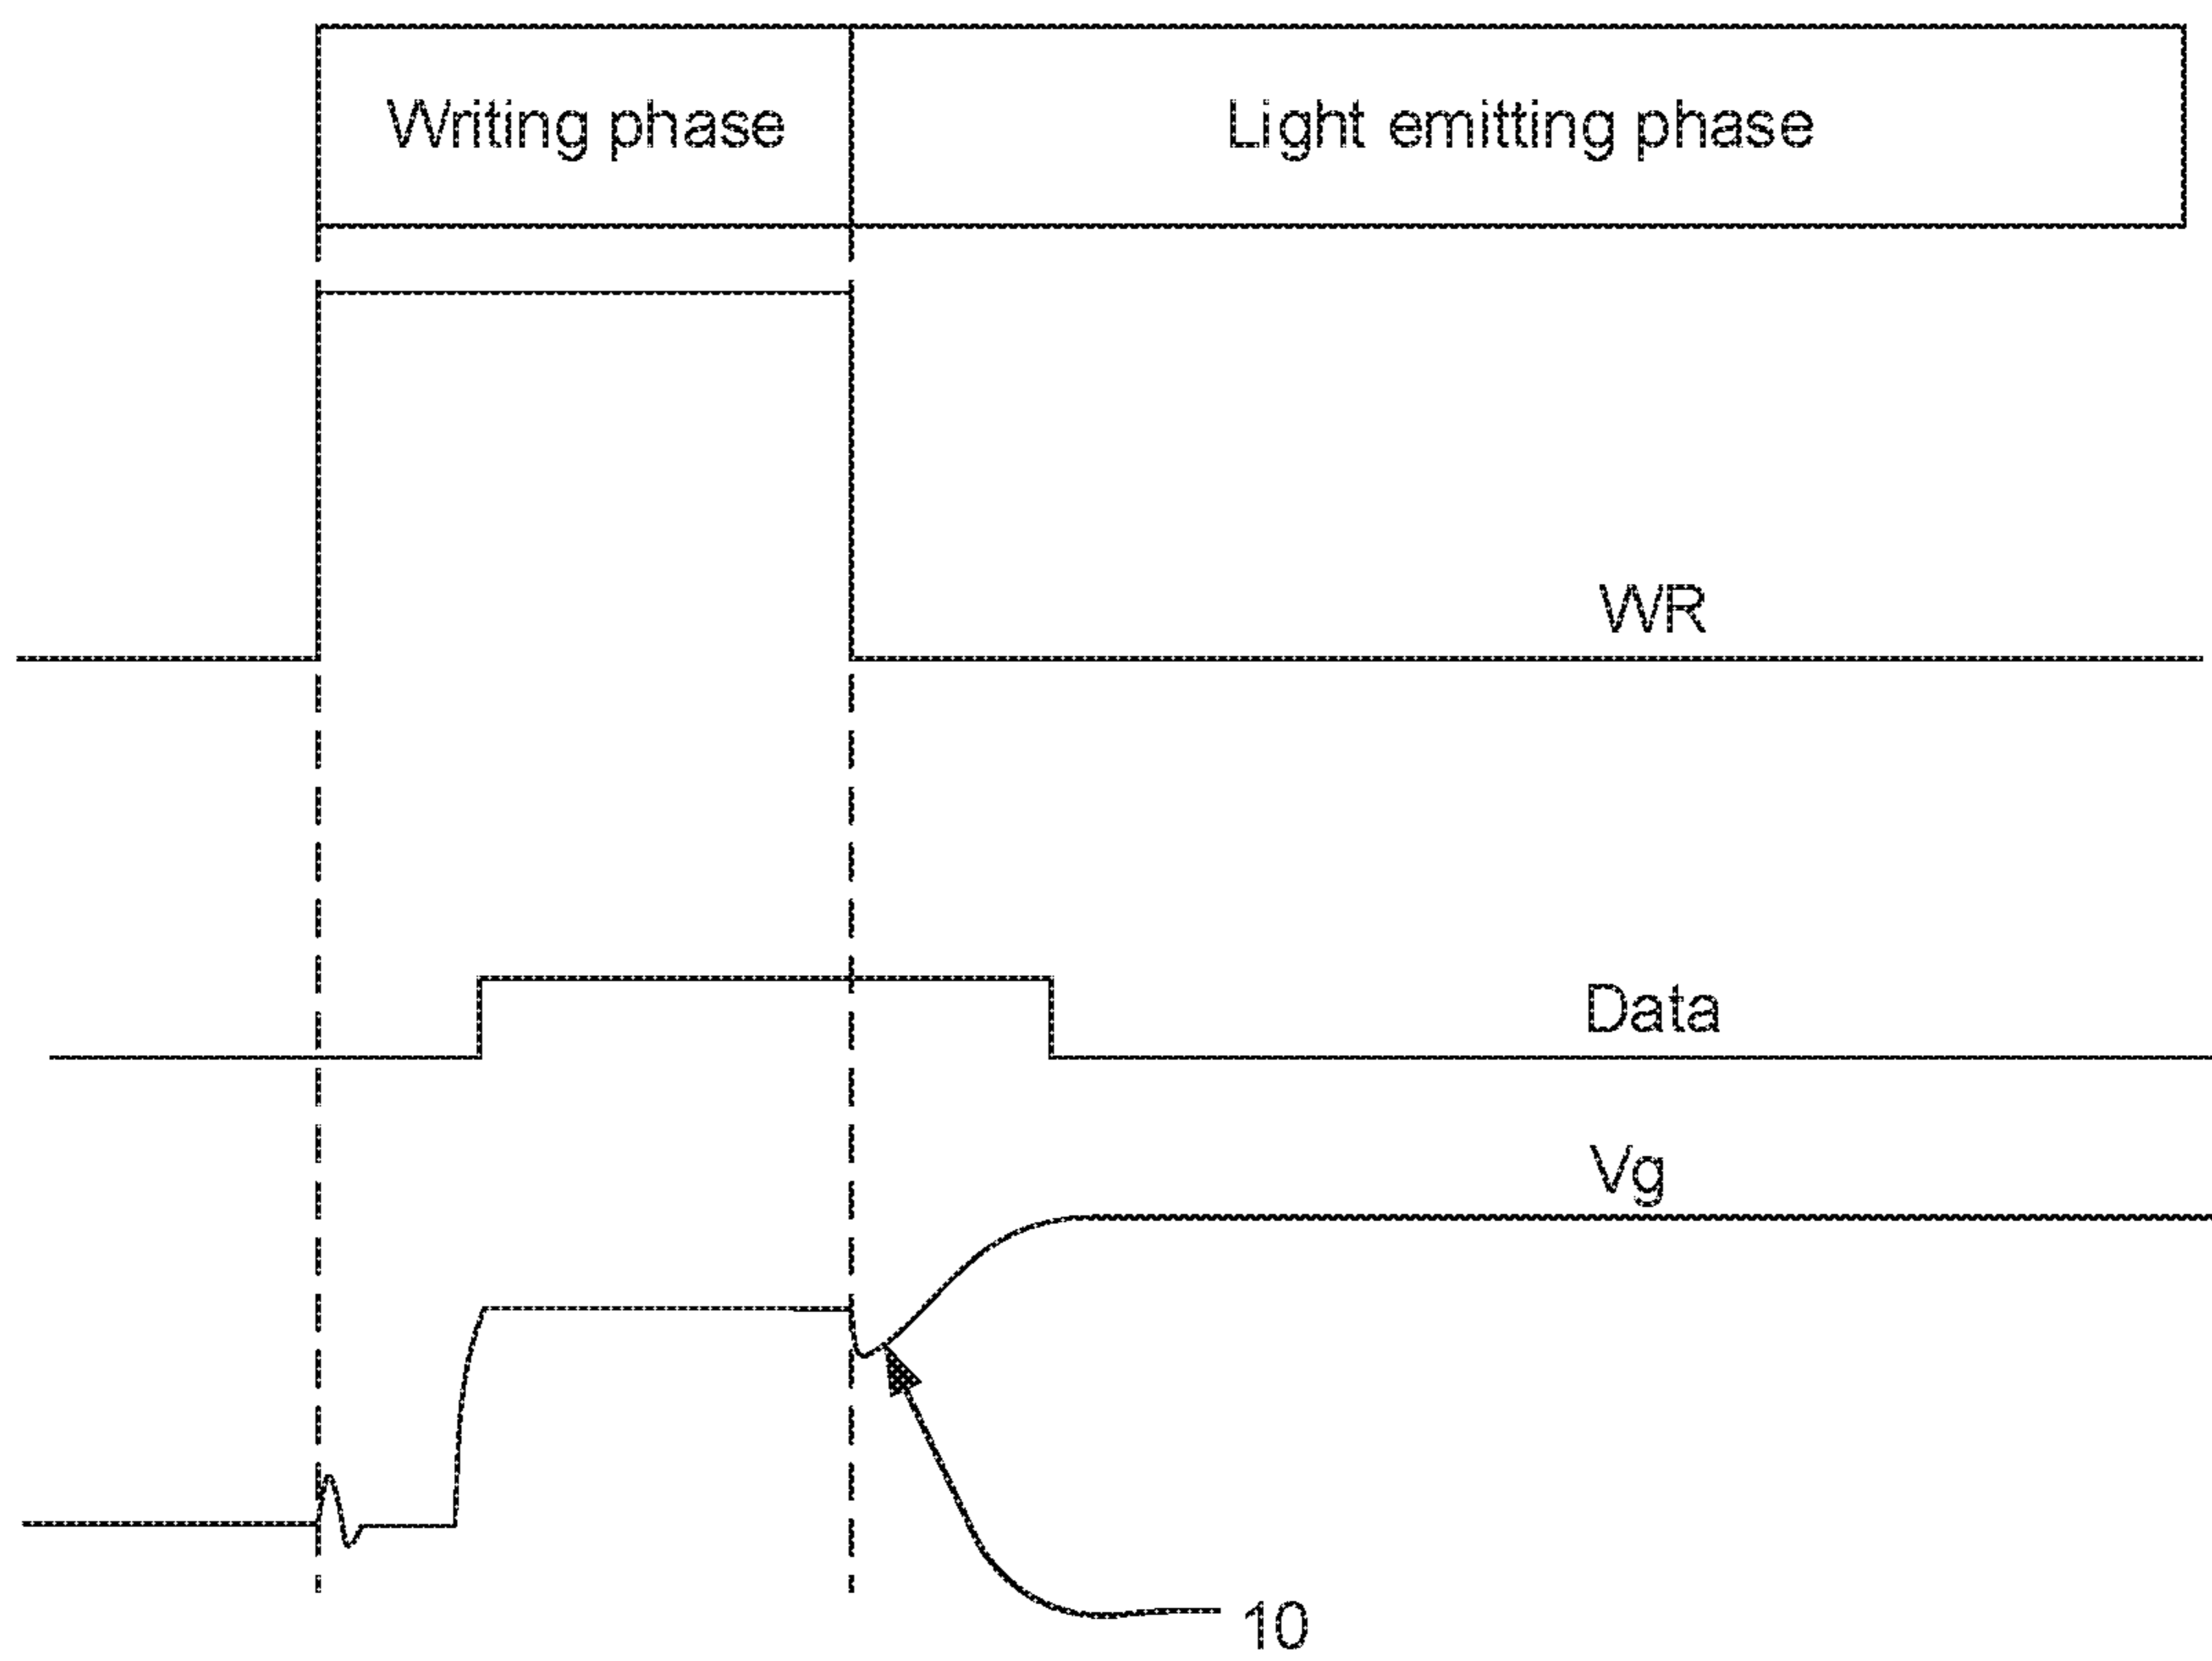 Writing phase
Light emitting phase
WR
Data
Vg
10